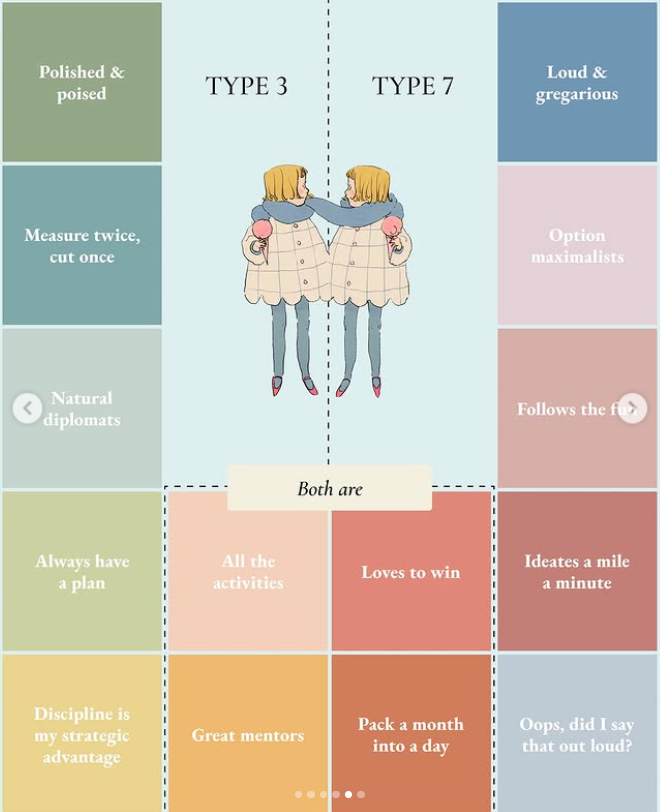 TYPE 3
TYPE 7
Polished &
poised
Measure twice,
cut once
Natural
diplomats
Always have
a plan
Discipline is
my strategic
advantage
Loud &
gregarious
Option
maximalists
Follows the fun
Ideates a mile
a minute
Oops, did I say
that out loud?
Both are
All the
activities
Loves to win
Great mentors
Pack a month
into a day